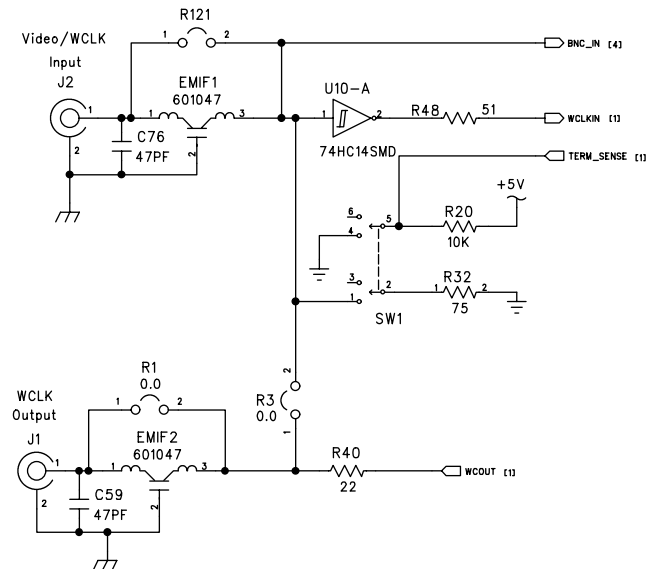 R121
1 2
Video/WCLK
Input
J2
BNC_IN [4]
EMIF1
601047
U10-A
1 1 3 1 2
R48 51
WCLKIN [1]
2
C76
47PF
2
74HC14SMD
TERM_SENSE [1]
+5V
6
5
4
R20
10K
3
2
1
R32
1 2
75
SW1
R1
0.0
1 2
2
R3
0.0
1
WCLK
Output
J1
EMIF2
601047
1 1 3
R40
22
WCOUT [1]
2
C59
47PF
2